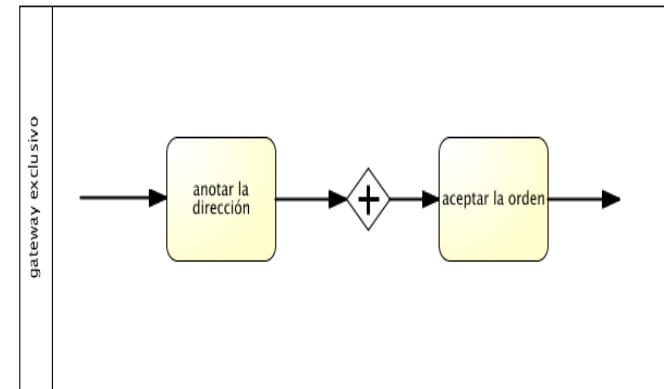 gateway exclusivo
anotar la
dirección
aceptar la orden